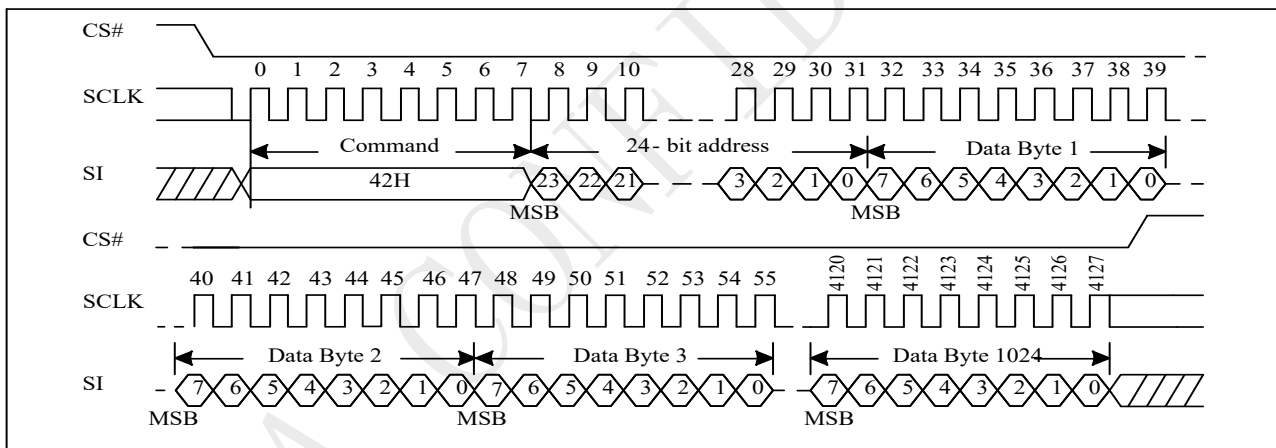 CS#
0 1 2 3 4 5 6 7 8 9 10 28 29 30 31 32 33 34 35 36 37 38 39
SCLK
Command 24- bit address Data Byte 1
SI 42H 23 22 21 3 2 1 0 7 6 5 4 3 2 1 0
MSB MSB
CS#
40 41 42 43 44 45 46 47 48 49 50 51 52 53 54 55 4120 4121 4122 4123 4124 4125 4126 4127
SCLK
Data Byte 2 Data Byte 3 Data Byte 1024
SI 7 6 5 4 3 2 1 0 7 6 5 4 3 2 1 0 7 6 5 4 3 2 1 0
MSB MSB MSB